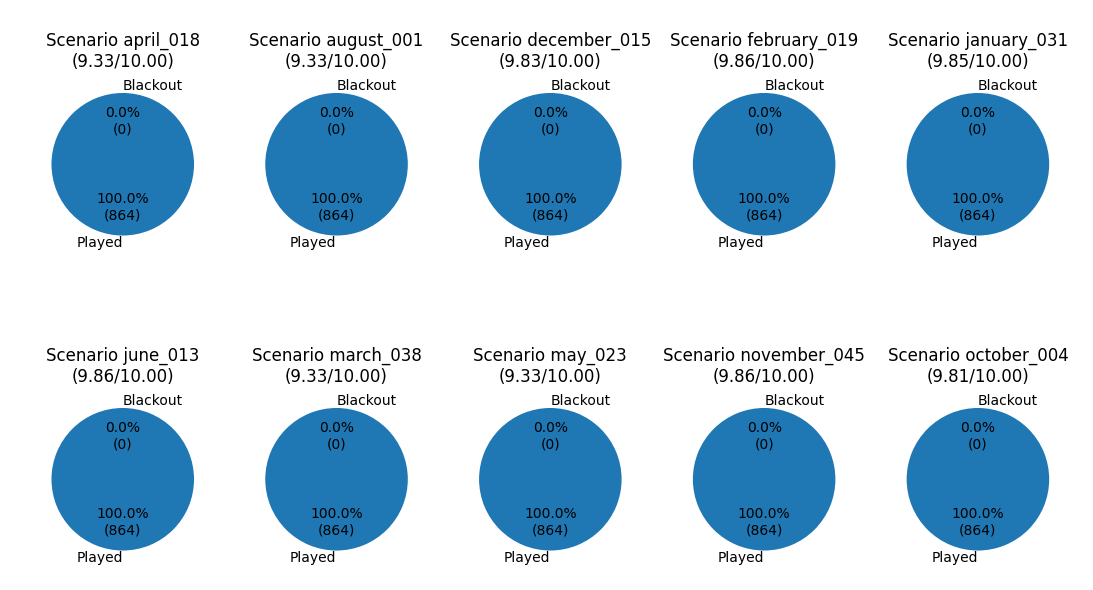 Scenario april_018
(9.33/10.00)
Blackout
0.0%
(0)
100.0%
(864)
Played
Scenario august_001
(9.33/10.00)
Blackout
0.0%
(0)
100.0%
(864)
Played
Scenario december_015
(9.83/10.00)
Blackout
0.0%
(0)
100.0%
(864)
Played
Scenario february_019
(9.86/10.00)
Blackout
0.0%
(0)
100.0%
(864)
Played
Scenario january_031
(9.85/10.00)
Blackout
0.0%
(0)
100.0%
(864)
Played
Scenario june_013
(9.86/10.00)
Blackout
0.0%
(0)
100.0%
(864)
Played
Scenario march_038
(9.33/10.00)
Blackout
0.0%
(0)
100.0%
(864)
Played
Scenario may_023
(9.33/10.00)
Blackout
0.0%
(0)
100.0%
(864)
Played
Scenario november_045
(9.86/10.00)
Blackout
0.0%
(0)
100.0%
(864)
Played
Scenario october_004
(9.81/10.00)
Blackout
0.0%
(0)
100.0%
(864)
Played